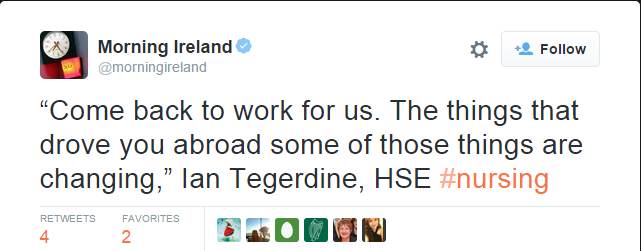 Morning Ireland
@morningireland
Follow
“Come back to work for us. The things that
drove you abroad some of those things are
changing,” Ian Tegerdine, HSE #nursing
RETWEETS
4
FAVORITES
2